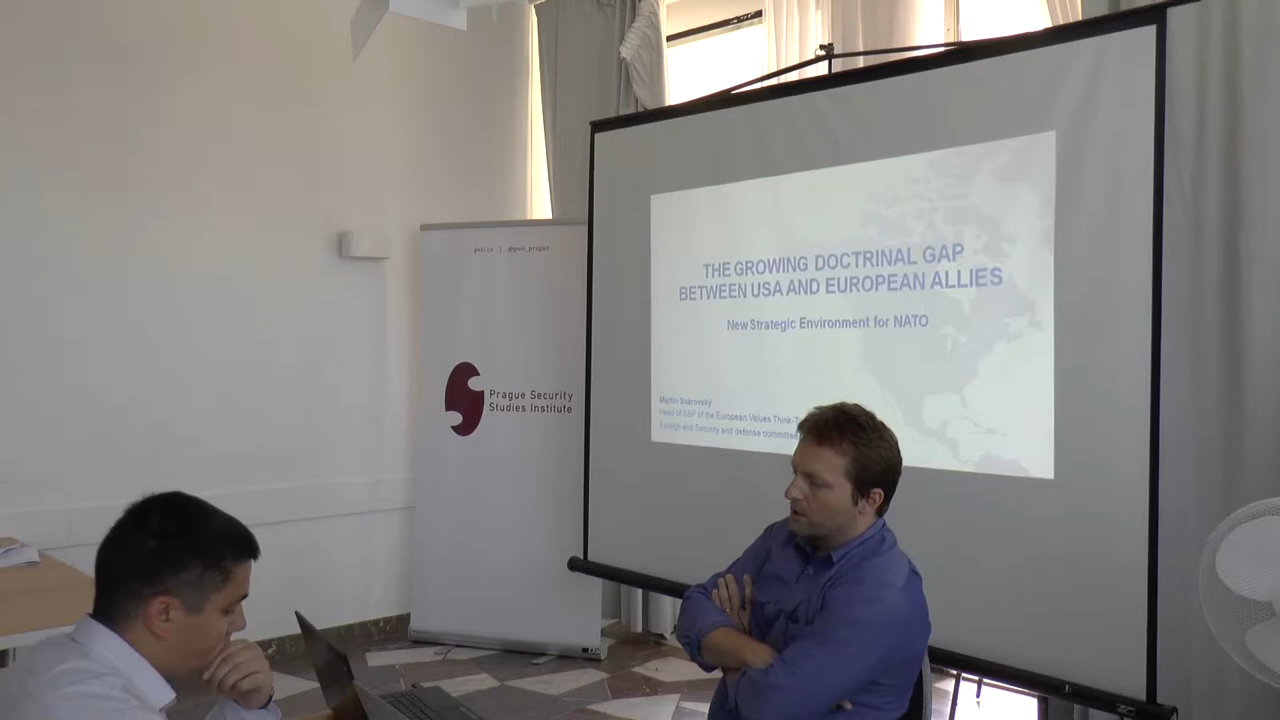 @pssi_prague
Prague Security
Studies Institute
THE GROWING DOCTRINAL GAP
BETWEEN USA AND EUROPEAN ALLIES
New Strategic Environment for NATO
Martin Svárovský
Head of SSP of the European Values Think-T
Foreign and Security and defense committee